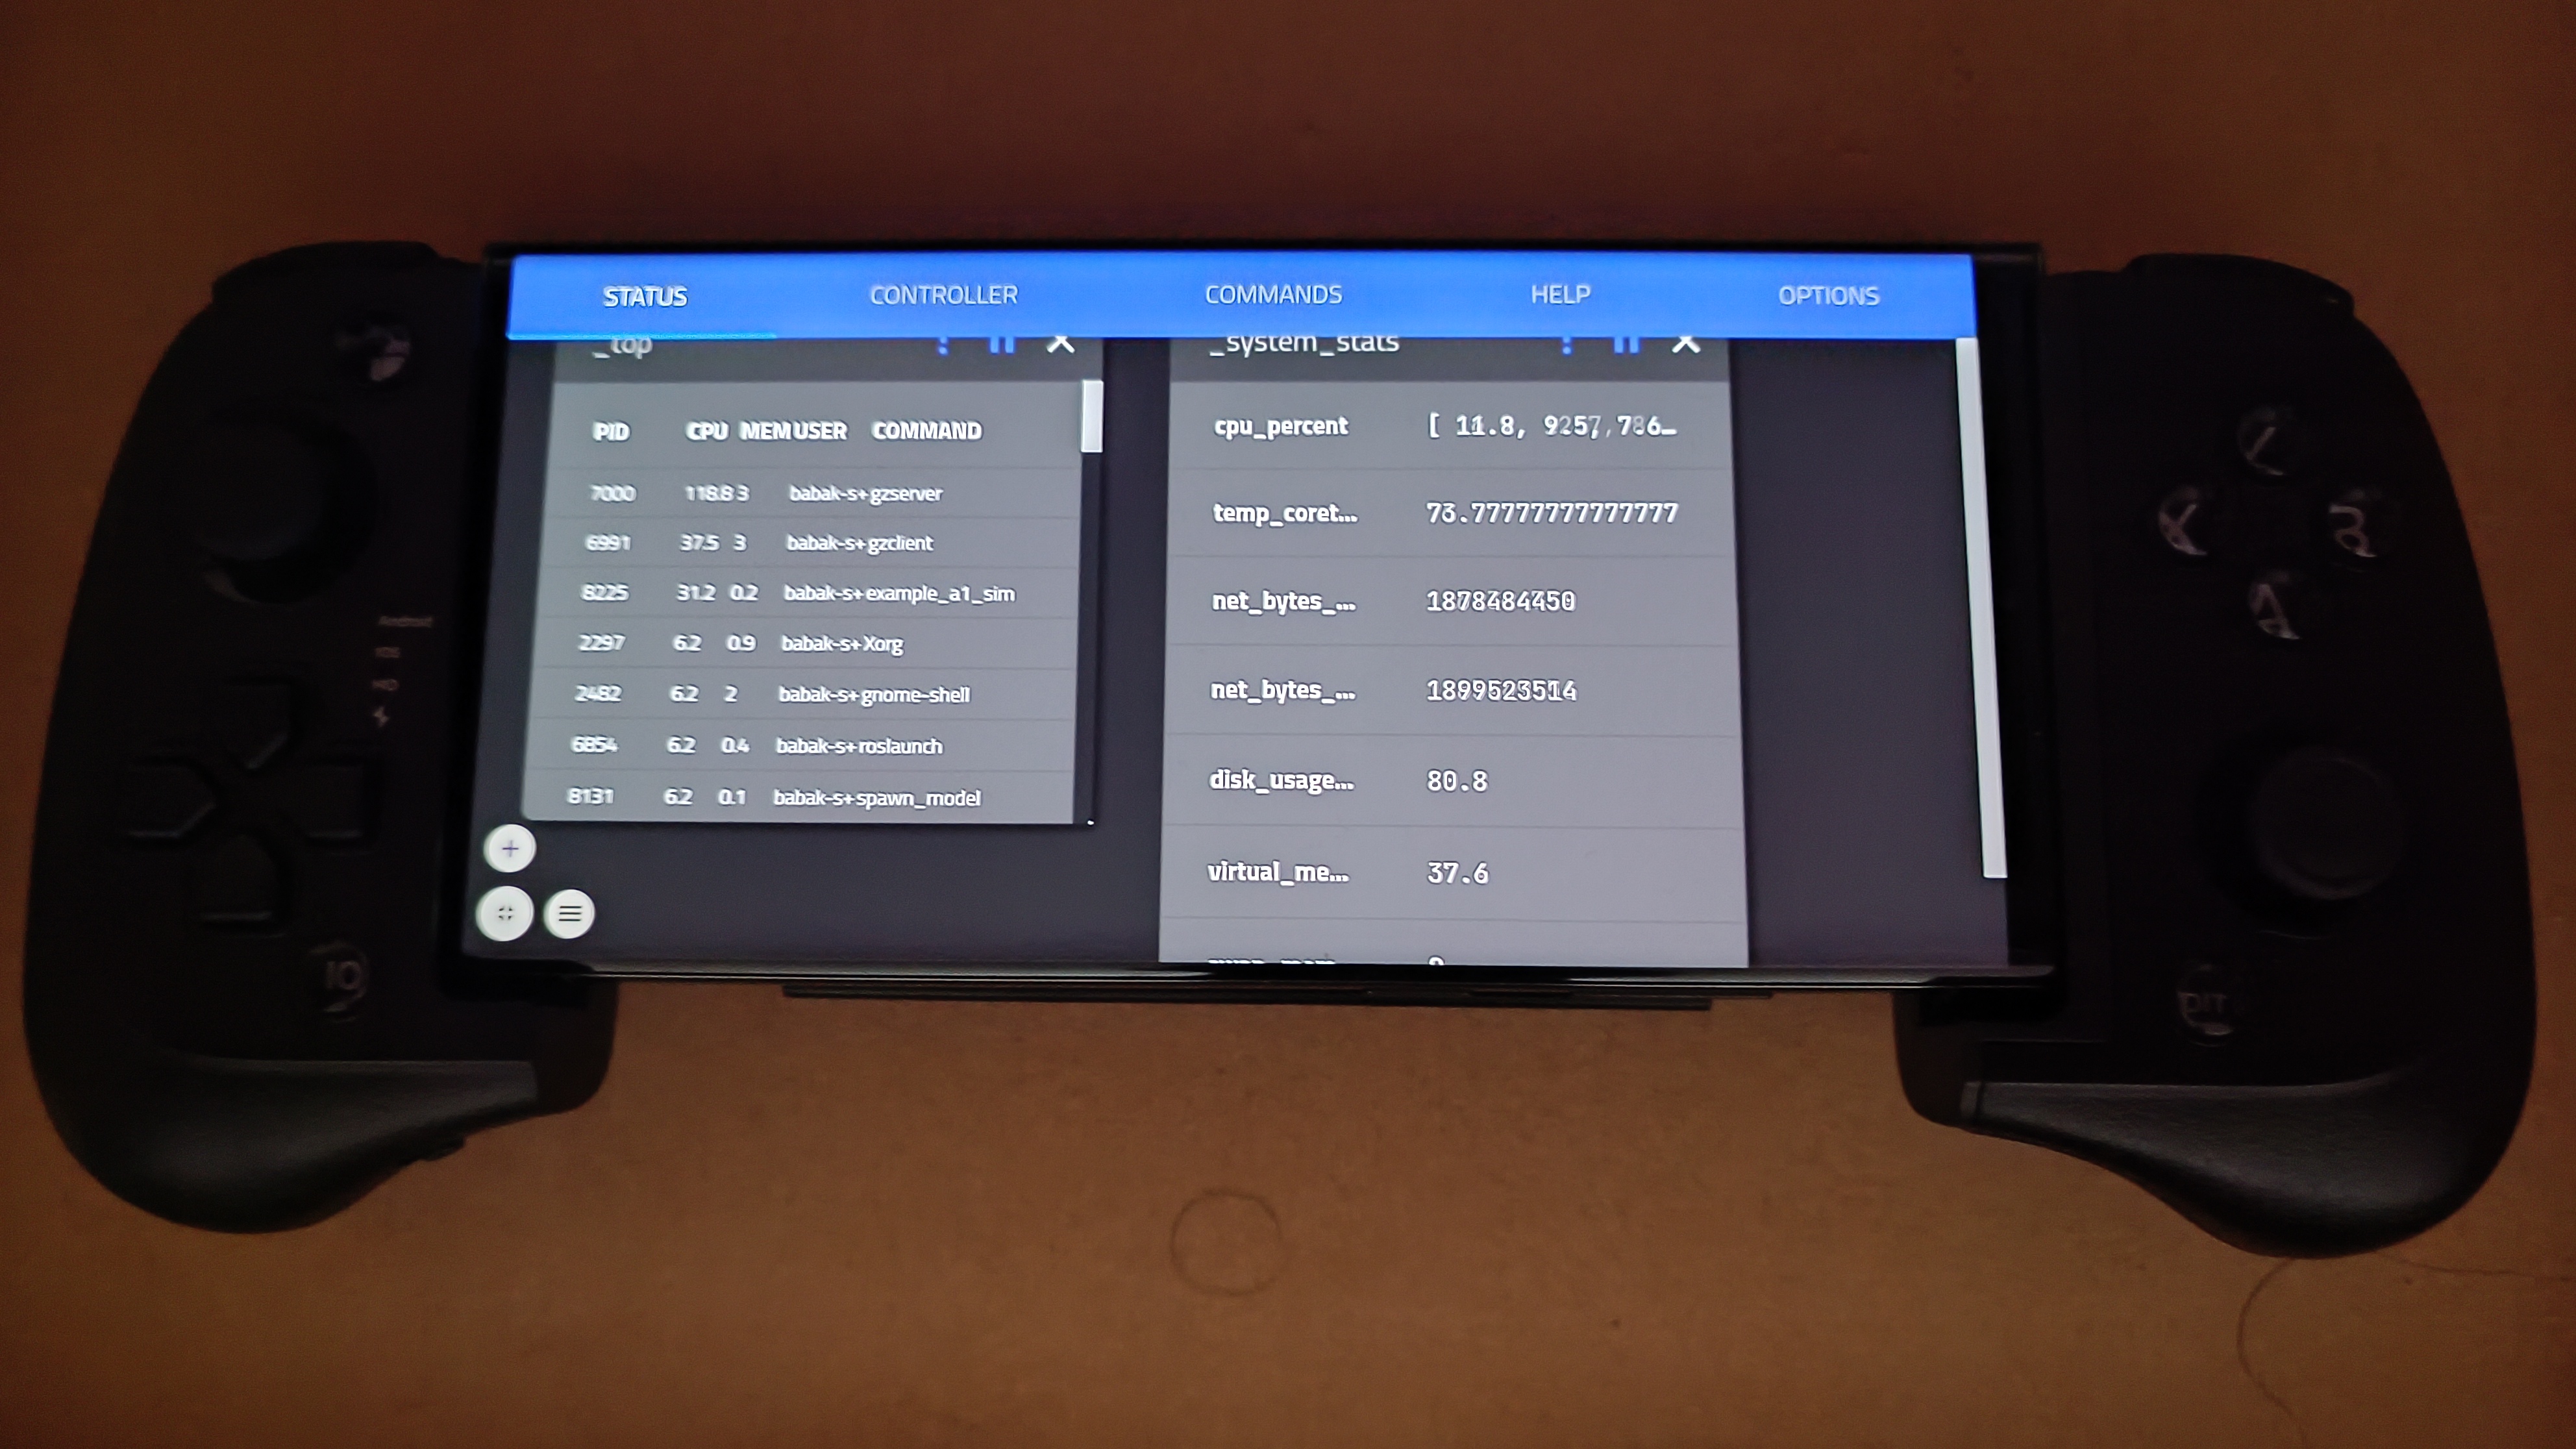 STATUS CONTROLLER COMMANDS HELP OPTIONS
_top
PID CPU MEM USER COMMAND
7000 118.8 3 babak-s+ gzserver
6991 37.5 3 babak-s+ gzclient
8225 31.2 0.2 babak-s+ example_a1_sim
2297 6.2 0.9 babak-s+ Xorg
2482 6.2 2 babak-s+ gnome-shell
6854 6.2 0.4 babak-s+ roslaunch
8131 6.2 0.1 babak-s+ spawn_model
_system_stats
cpu_percent [ 11.8,
temp_coret... 73.77777777777777
net_bytes_...
net_bytes_...
disk_usage... 80.8
virtual_me... 37.6
Android